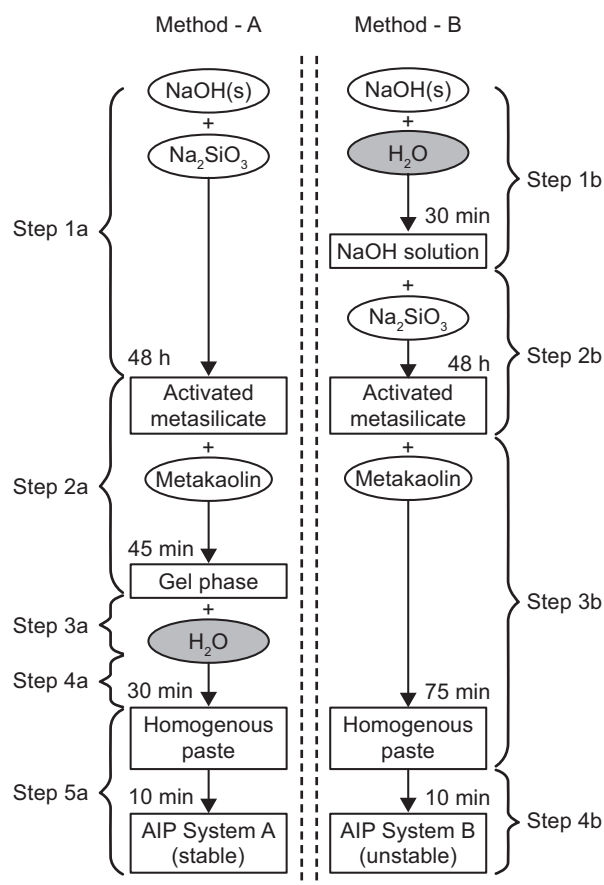 Method - A
Method - B
NaOH(s)
+
Na₂SiO₃
Step 1a
48 h
Activated
metasilicate
+
Metakaolin
Step 2a
45 min
Gel phase
+
Step 3a
H₂O
Step 4a
30 min
Homogenous
paste
Step 5a
10 min
AIP System A
(stable)
NaOH(s)
+
H₂O
Step 1b
30 min
NaOH solution
+
Na₂SiO₃
Step 2b
48 h
Activated
metasilicate
+
Metakaolin
Step 3b
75 min
Homogenous
paste
10 min
Step 4b
AIP System B
(unstable)